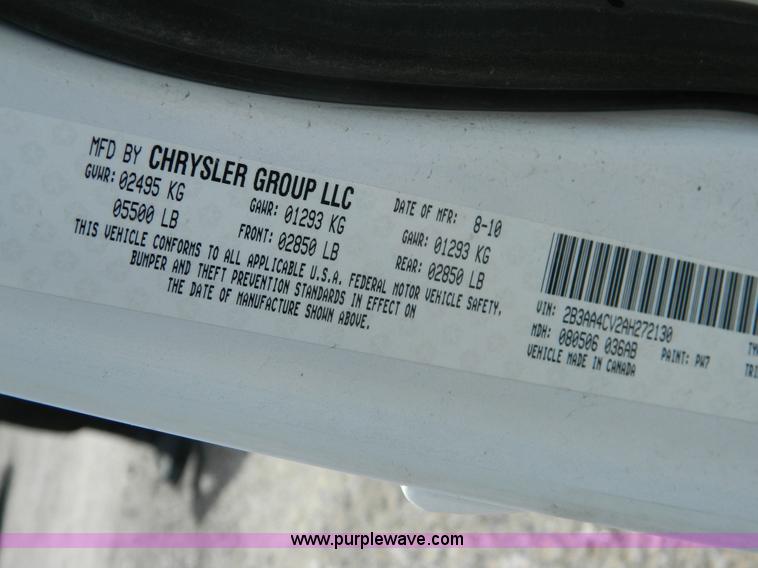 MFD BY CHRYSLER GROUP LLC DATE OF MFR: 8-10
GVWR: 02495 KG GAWR: 01293 KG GAWR: 01293 KG
05500 LB FRONT: 02850 LB REAR: 02850 LB
THIS VEHICLE CONFORMS TO ALL APPLICABLE U.S.A. FEDERAL MOTOR VEHICLE SAFETY,
BUMPER AND THEFT PREVENTION STANDARDS IN EFFECT ON
THE DATE OF MANUFACTURE SHOWN ABOVE.
VIN: 2B3AA4CV2AH272130
MDH: 080506 036AB PAINT: PW7
VEHICLE MADE IN CANADA
www.purplewave.com